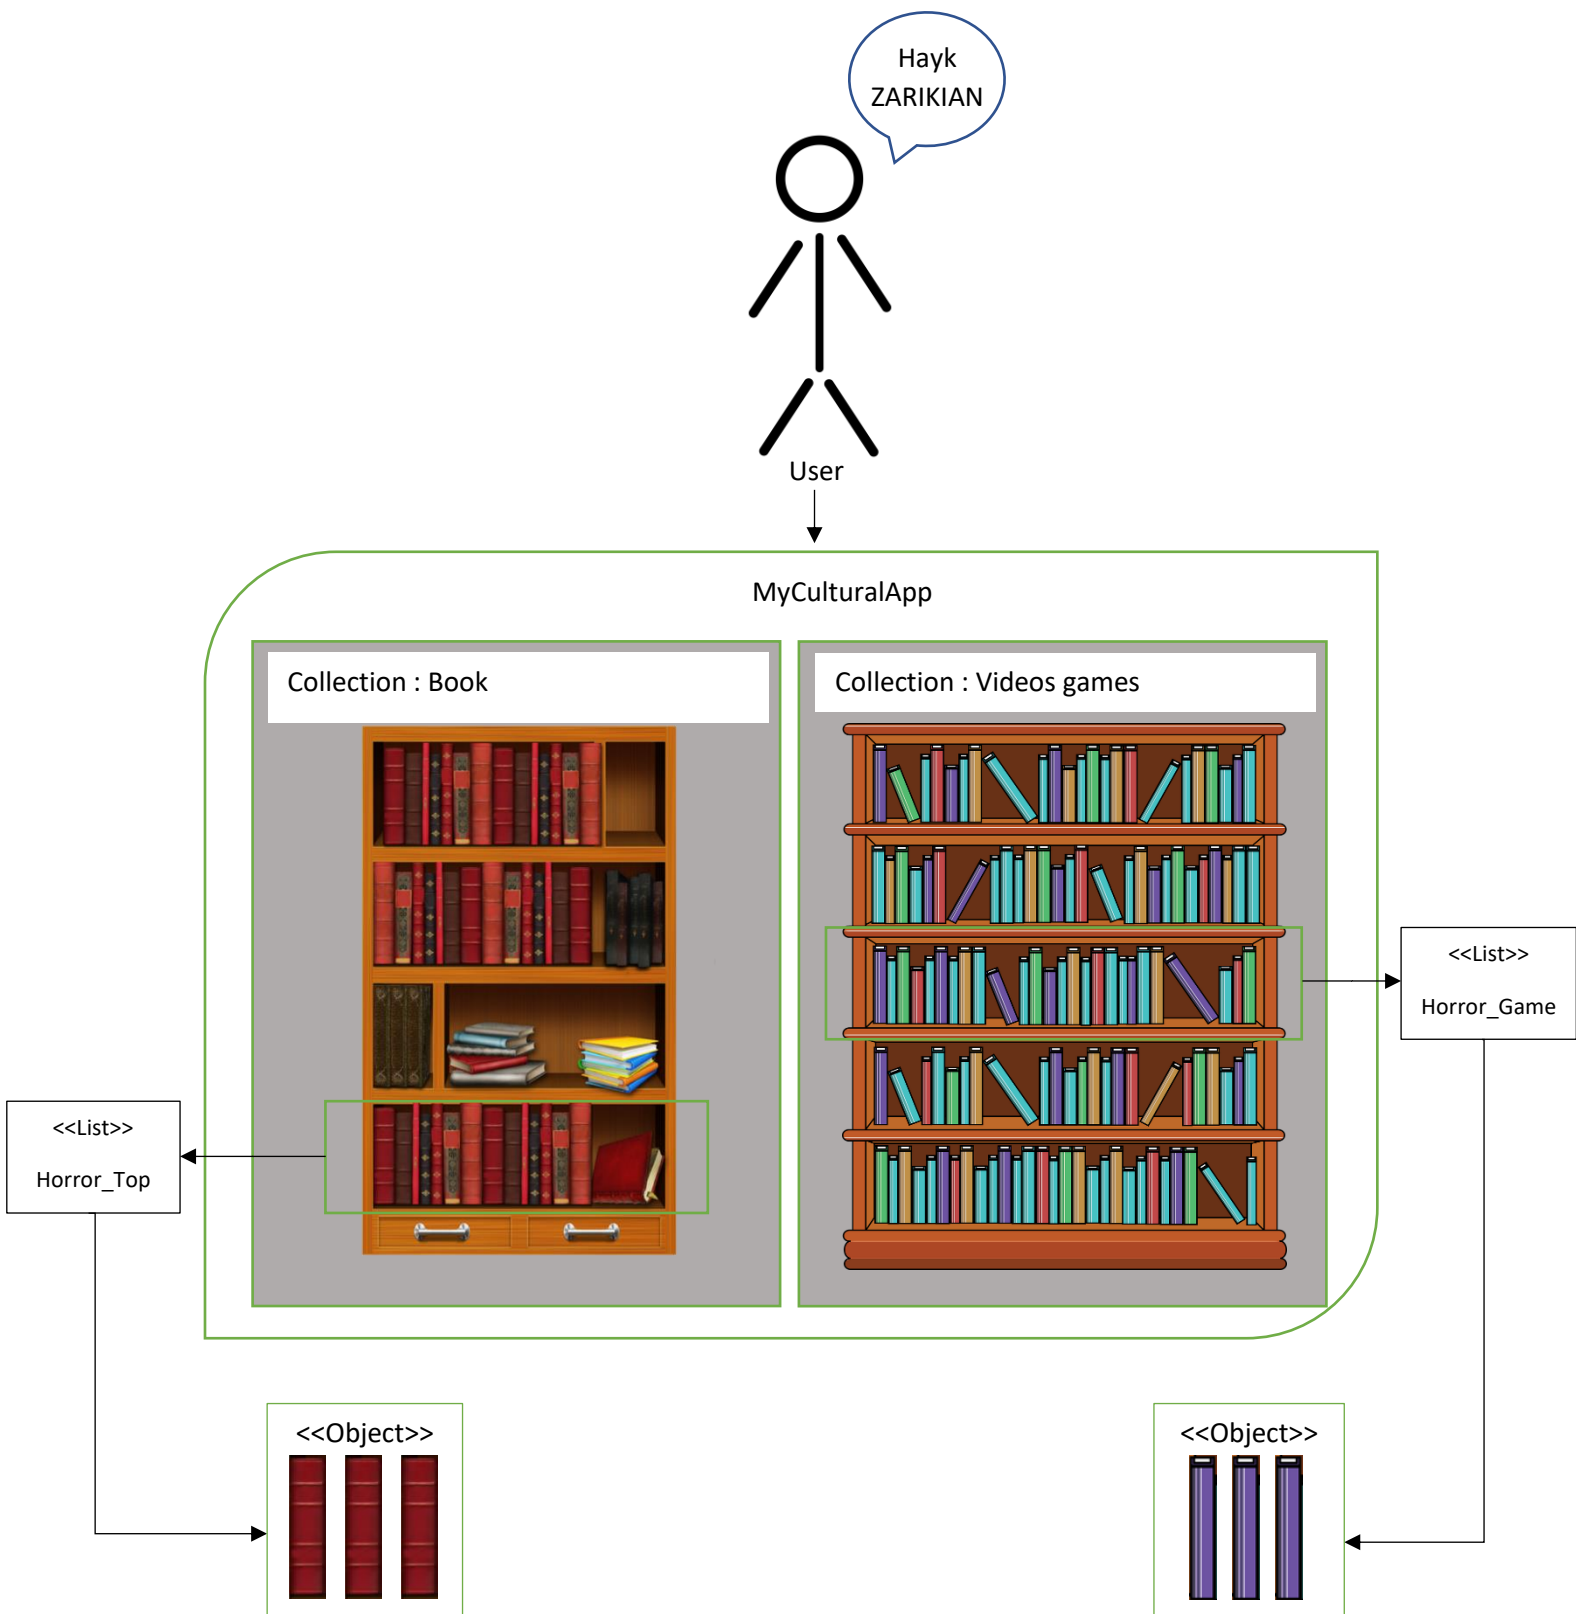 Hayk
ZARIKIAN
User
MyCulturalApp
Collection : Book
Collection : Videos games
<<List>>
Horror_Game
<<List>>
Horror_Top
<<Object>>
<<Object>>